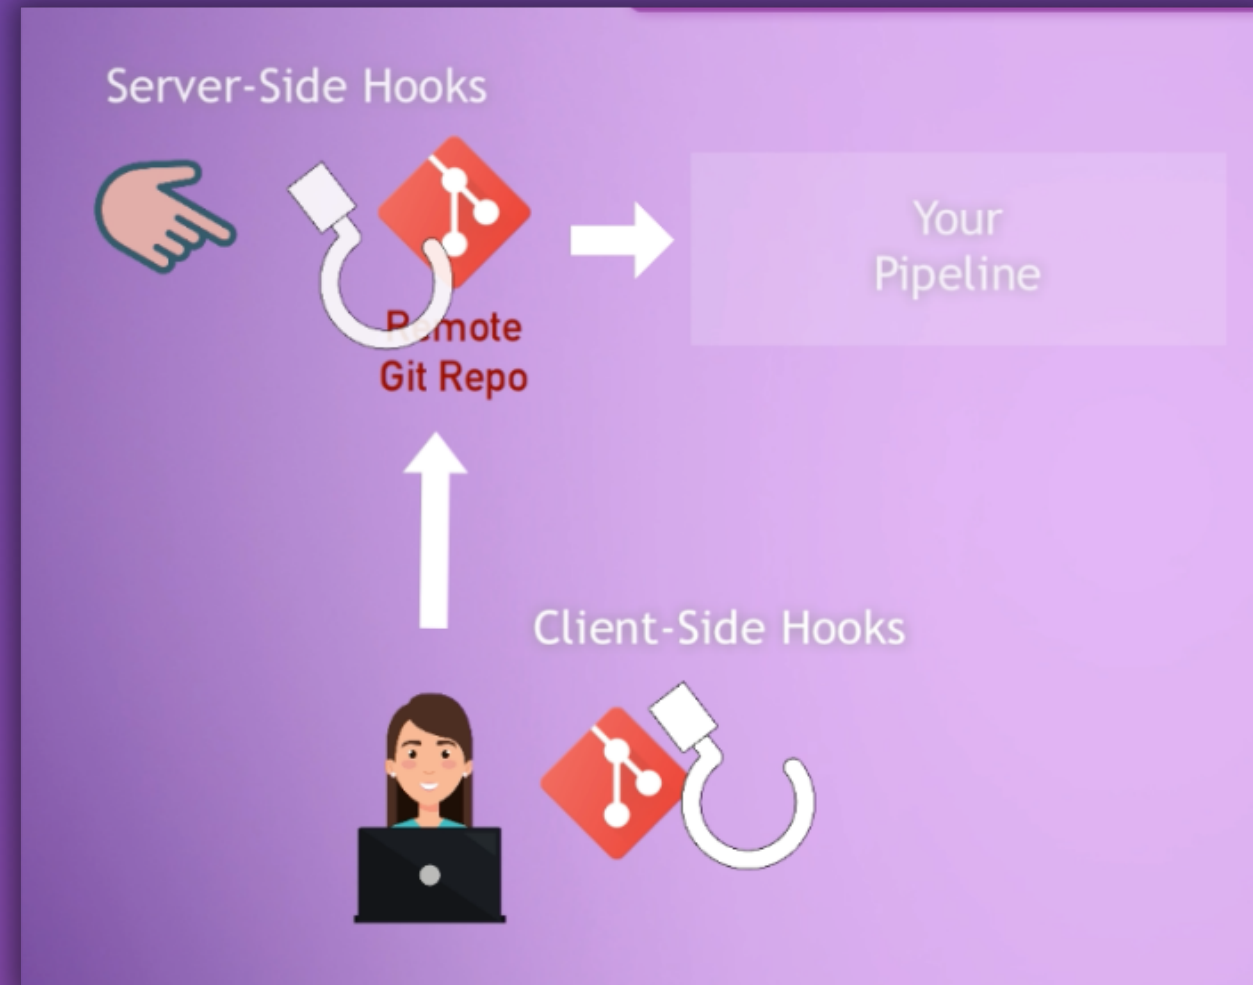 Server-Side Hooks
Your
Pipeline
Remote
Git Repo
Client-Side Hooks